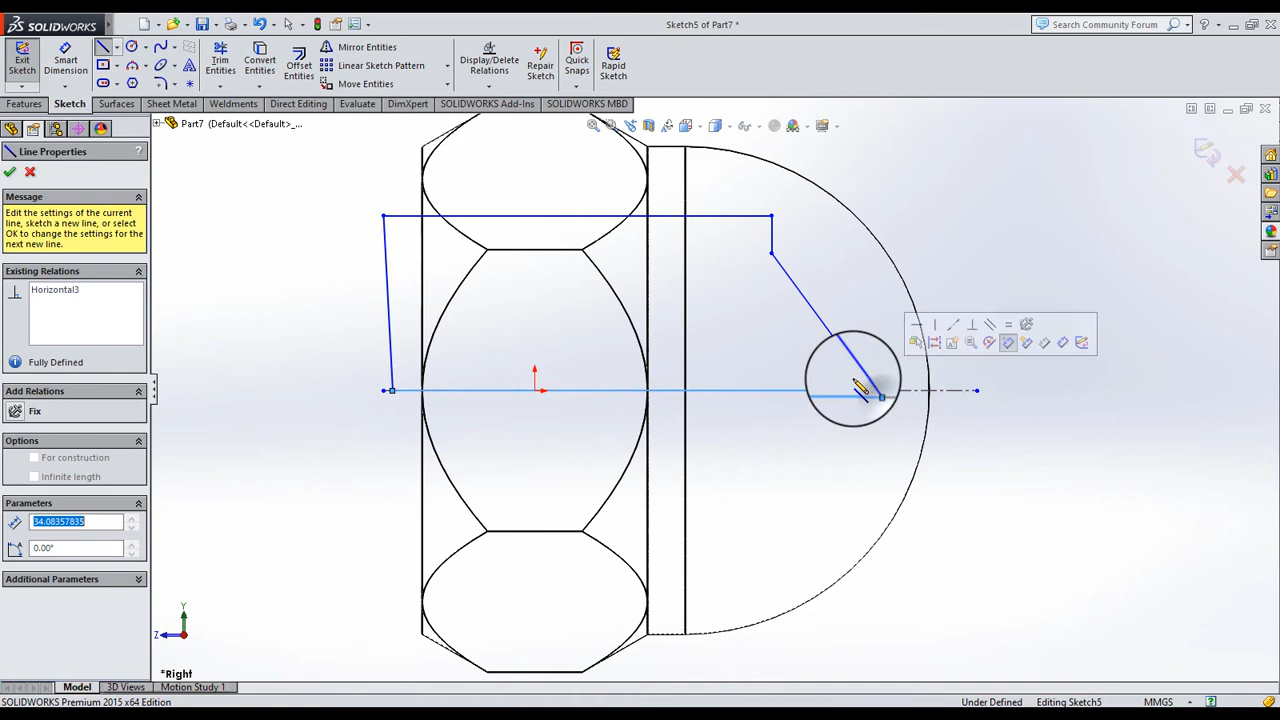 SOLIDWORKS
Sketch5 of Part7 *
Search Community Forum
Exit Sketch
Smart Dimension
Trim Entities
Convert Entities
Offset Entities
Mirror Entities
Linear Sketch Pattern
Move Entities
Display/Delete Relations
Repair Sketch
Quick Snaps
Rapid Sketch
Features
Sketch
Surfaces
Sheet Metal
Weldments
Direct Editing
Evaluate
DimXpert
SOLIDWORKS Add-Ins
SOLIDWORKS MBD
Part7 (Default<<Default>_...
Line Properties
Message
Edit the settings of the current
line, sketch a new line, or select
OK to change the settings for the
next new line.
Existing Relations
Horizontal3
Fully Defined
Add Relations
Fix
Options
For construction
Infinite length
Parameters
34.08357835
0.00°
Additional Parameters
Y
Z
*Right
Model
3D Views
Motion Study 1
SOLIDWORKS Premium 2015 x64 Edition
Under Defined
Editing Sketch5
MMGS